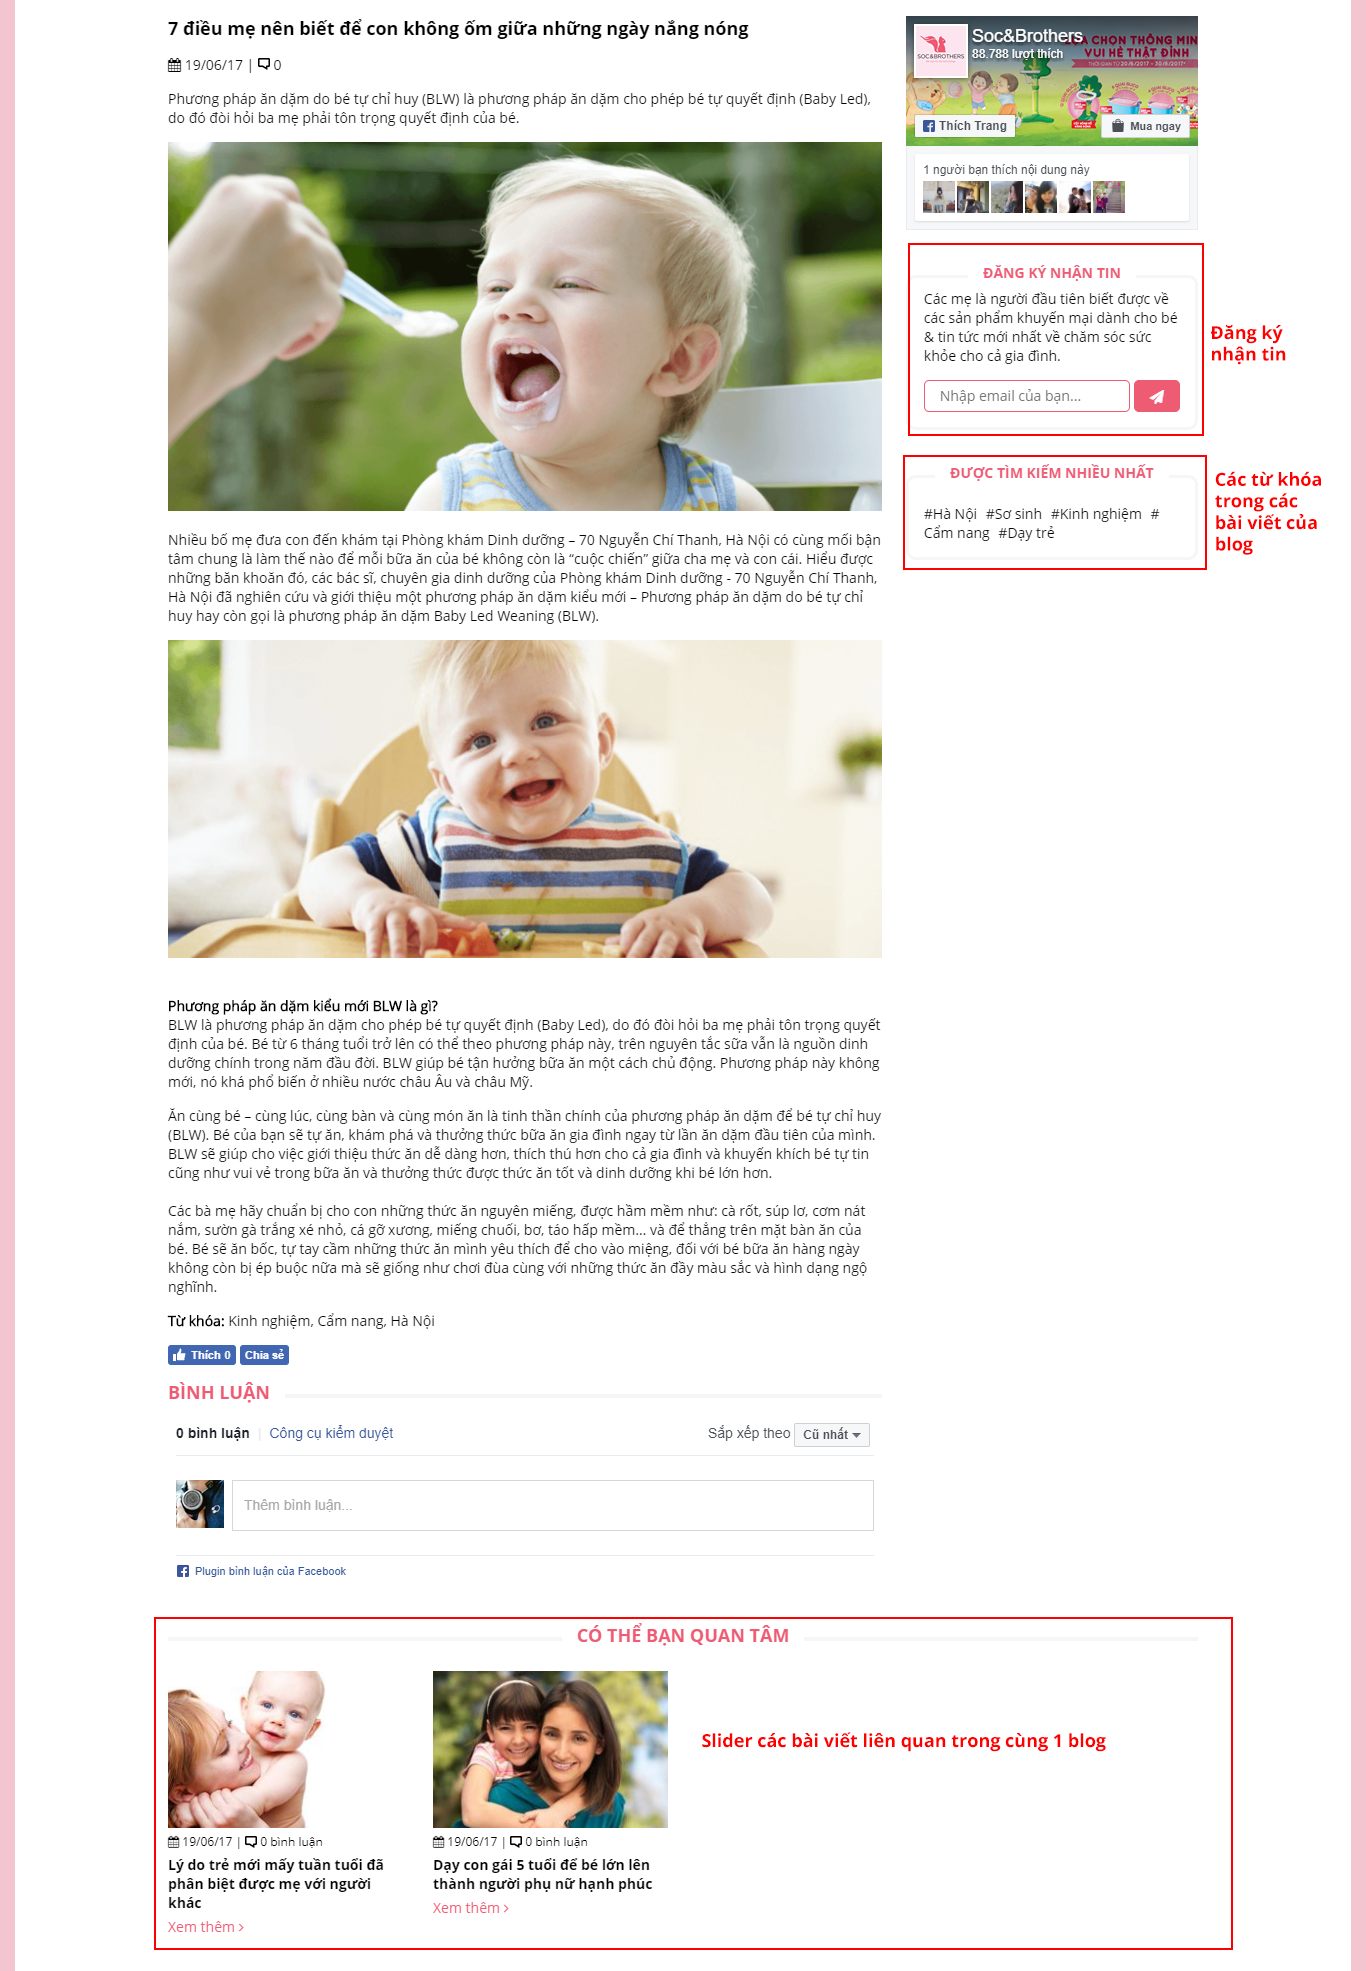 7 điều mẹ nên biết để con không ốm giữa những ngày nắng nóng
19/06/17 | 0
Phương pháp ăn dặm do bé tự chỉ huy (BLW) là phương pháp ăn dặm cho phép bé tự quyết định (Baby Led),
do đó đòi hỏi ba mẹ phải tôn trọng quyết định của bé.
Nhiều bố mẹ đưa con đến khám tại Phòng khám Dinh dưỡng – 70 Nguyễn Chí Thanh, Hà Nội có cùng mối bận
tâm chung là làm thế nào để mỗi bữa ăn của bé không còn là “cuộc chiến” giữa cha mẹ và con cái. Hiểu được
những băn khoăn đó, các bác sĩ, chuyên gia dinh dưỡng của Phòng khám Dinh dưỡng - 70 Nguyễn Chí Thanh,
Hà Nội đã nghiên cứu và giới thiệu một phương pháp ăn dặm kiểu mới – Phương pháp ăn dặm do bé tự chỉ
huy hay còn gọi là phương pháp ăn dặm Baby Led Weaning (BLW).
Phương pháp ăn dặm kiểu mới BLW là gì?
BLW là phương pháp ăn dặm cho phép bé tự quyết định (Baby Led), do đó đòi hỏi ba mẹ phải tôn trọng quyết
định của bé. Bé từ 6 tháng tuổi trở lên có thể theo phương pháp này, trên nguyên tắc sữa vẫn là nguồn dinh
dưỡng chính trong năm đầu đời. BLW giúp bé tận hưởng bữa ăn một cách chủ động. Phương pháp này không
mới, nó khá phổ biến ở nhiều nước châu Âu và châu Mỹ.
Ăn cùng bé – cùng lúc, cùng bàn và cùng món ăn là tinh thần chính của phương pháp ăn dặm để bé tự chỉ huy
(BLW). Bé của bạn sẽ tự ăn, khám phá và thưởng thức bữa ăn gia đình ngay từ lần ăn dặm đầu tiên của mình.
BLW sẽ giúp cho việc giới thiệu thức ăn dễ dàng hơn, thích thú hơn cho cả gia đình và khuyến khích bé tự tin
cũng như vui vẻ trong bữa ăn và thưởng thức được thức ăn tốt và dinh dưỡng khi bé lớn hơn.
Các bà mẹ hãy chuẩn bị cho con những thức ăn nguyên miếng, được hầm mềm như: cà rốt, súp lơ, cơm nát
nắm, sườn gà trắng xé nhỏ, cá gỡ xương, miếng chuối, bơ, táo hấp mềm… và để thẳng trên mặt bàn ăn của
bé. Bé sẽ ăn bốc, tự tay cầm những thức ăn mình yêu thích để cho vào miệng, đối với bé bữa ăn hàng ngày
không còn bị ép buộc nữa mà sẽ giống như chơi đùa cùng với những thức ăn đầy màu sắc và hình dạng ngộ
nghĩnh.
Từ khóa: Kinh nghiệm, Cẩm nang, Hà Nội
Thích 0 Chia sẻ
BÌNH LUẬN
0 bình luận | Công cụ kiểm duyệt Sắp xếp theo Cũ nhất
Thêm bình luận...
Plugin bình luận của Facebook
Soc&Brothers
88.788 lượt thích
SOC&BROTHERS
CHỌN THÔNG MIN
VUI HÈ THẬT ĐỈNH
Thích Trang Mua ngay
1 người bạn thích nội dung này
ĐĂNG KÝ NHẬN TIN
Các mẹ là người đầu tiên biết được về
các sản phẩm khuyến mại dành cho bé
& tin tức mới nhất về chăm sóc sức
khỏe cho cả gia đình.
Nhập email của bạn...
Đăng ký
nhận tin
ĐƯỢC TÌM KIẾM NHIỀU NHẤT
#Hà Nội #Sơ sinh #Kinh nghiệm #
Cẩm nang #Dạy trẻ
Các từ khóa
trong các
bài viết của
blog
CÓ THỂ BẠN QUAN TÂM
19/06/17 | 0 bình luận
Lý do trẻ mới mấy tuần tuổi đã
phân biệt được mẹ với người
khác
Xem thêm >
19/06/17 | 0 bình luận
Dạy con gái 5 tuổi để bé lớn lên
thành người phụ nữ hạnh phúc
Xem thêm >
Slider các bài viết liên quan trong cùng 1 blog